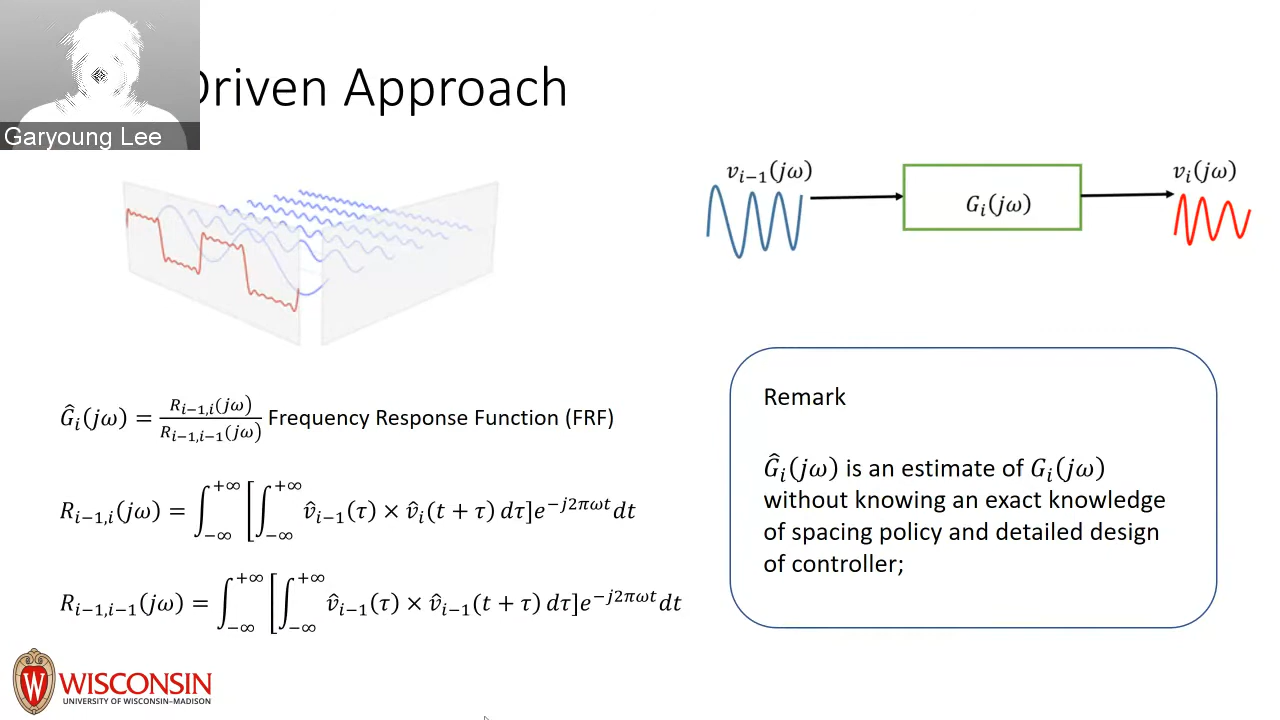 Garyoung Lee
Driven Approach
v_{i−1}(jω)
G_i(jω)
v_i(jω)
Ĝ_i(jω) = R_{i−1,i}(jω) / R_{i−1,i−1}(jω) Frequency Response Function (FRF)
R_{i−1,i}(jω) = ∫_{−∞}^{+∞} [∫_{−∞}^{+∞} v̂_{i−1}(τ) × v̂_i(t + τ) dτ]e^{−j2πωt}dt
R_{i−1,i−1}(jω) = ∫_{−∞}^{+∞} [∫_{−∞}^{+∞} v̂_{i−1}(τ) × v̂_{i−1}(t + τ) dτ]e^{−j2πωt}dt
Remark
Ĝ_i(jω) is an estimate of G_i(jω)
without knowing an exact knowledge
of spacing policy and detailed design
of controller;
W
WISCONSIN
UNIVERSITY OF WISCONSIN–MADISON